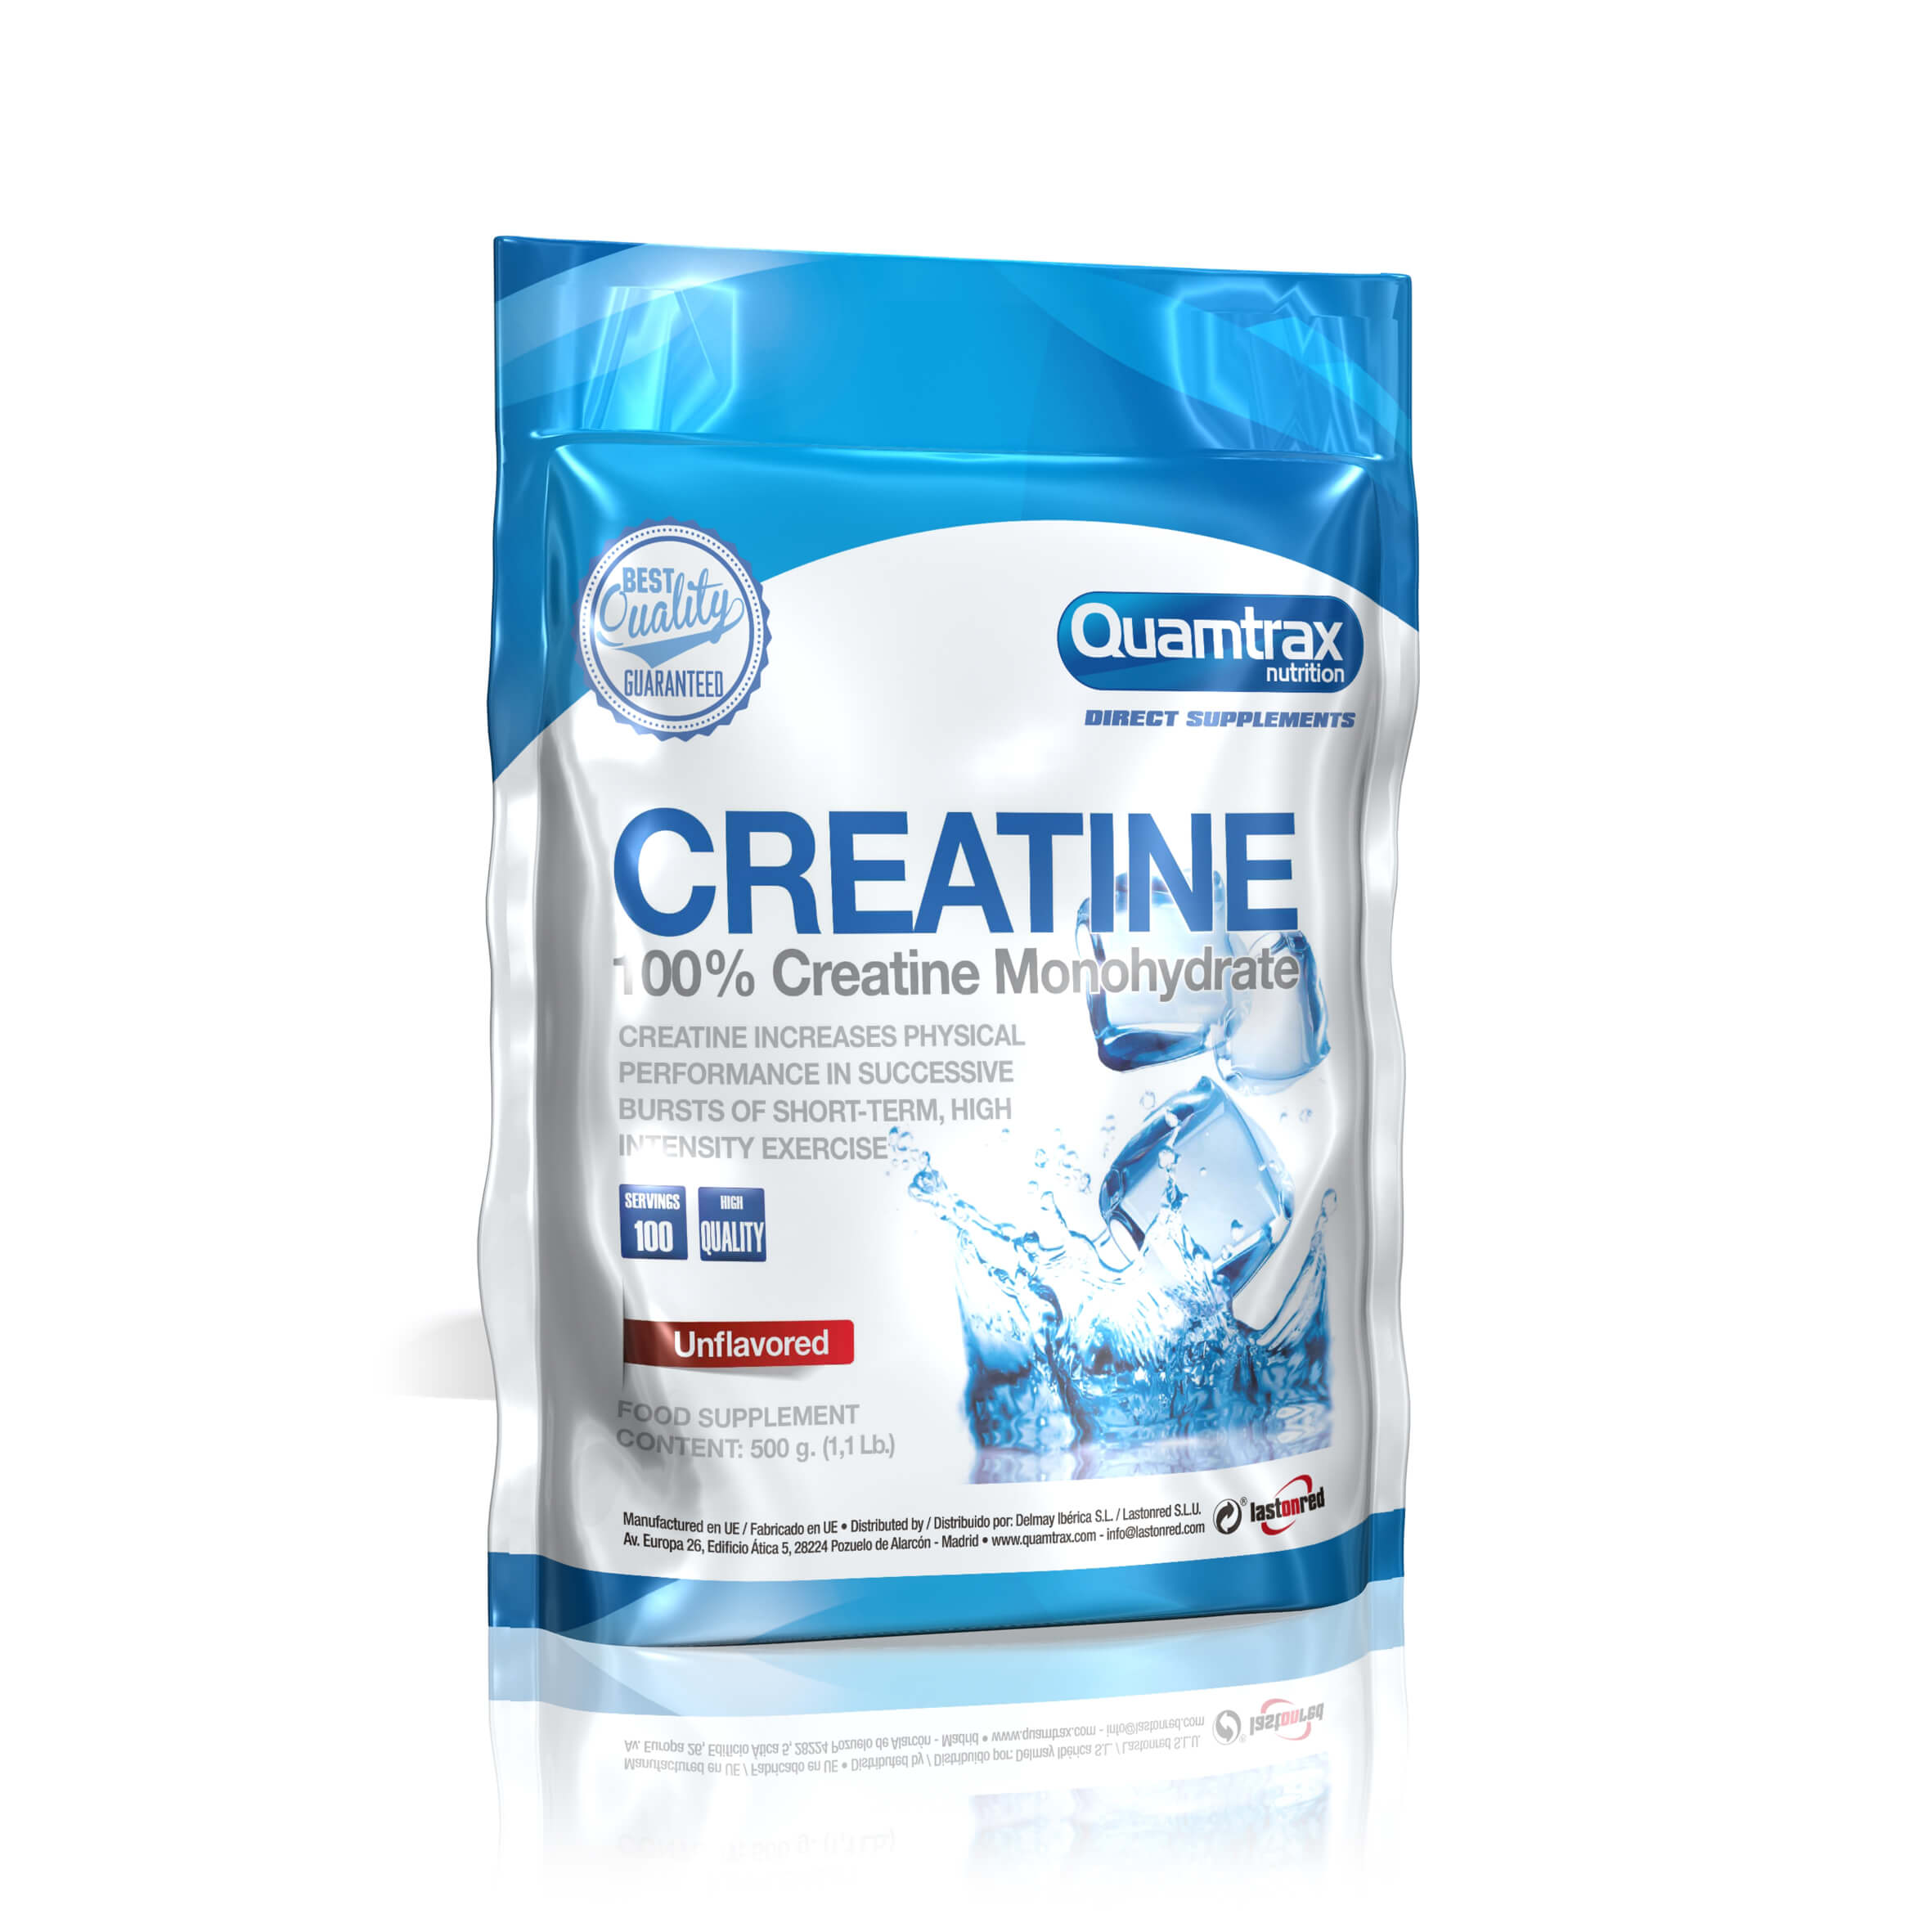 BEST
Quality
GUARANTEED
Quamtrax
nutrition
DIRECT SUPPLEMENTS
CREATINE
100% Creatine Monohydrate
CREATINE INCREASES PHYSICAL
PERFORMANCE IN SUCCESSIVE
BURSTS OF SHORT-TERM, HIGH
INTENSITY EXERCISE
SERVINGS
100
HIGH
QUALITY
Unflavored
FOOD SUPPLEMENT
CONTENT: 500 g. (1,1 Lb.)
Manufactured en UE / Fabricado en UE • Distributed by / Distribuido por: Delmay Ibérica S.L. / Lastonred S.L.U.
Av. Europa 26, Edificio Ática 5, 28224 Pozuelo de Alarcón - Madrid • www.quamtrax.com - info@lastonred.com
® lastonred